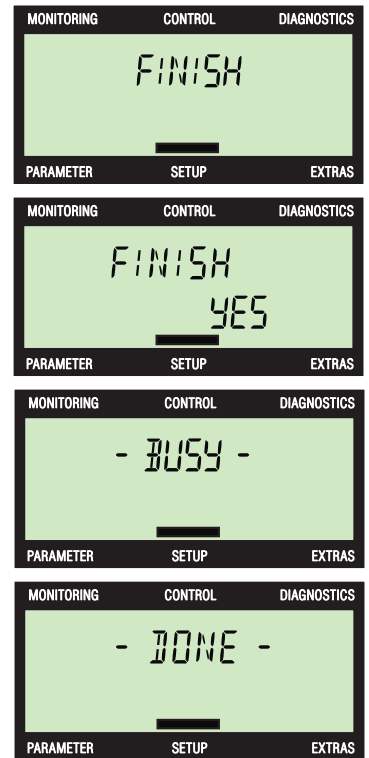 MONITORING CONTROL DIAGNOSTICS
FINISH
PARAMETER SETUP EXTRAS
MONITORING CONTROL DIAGNOSTICS
FINISH
YES
PARAMETER SETUP EXTRAS
MONITORING CONTROL DIAGNOSTICS
- BUSY -
PARAMETER SETUP EXTRAS
MONITORING CONTROL DIAGNOSTICS
- DONE -
PARAMETER SETUP EXTRAS